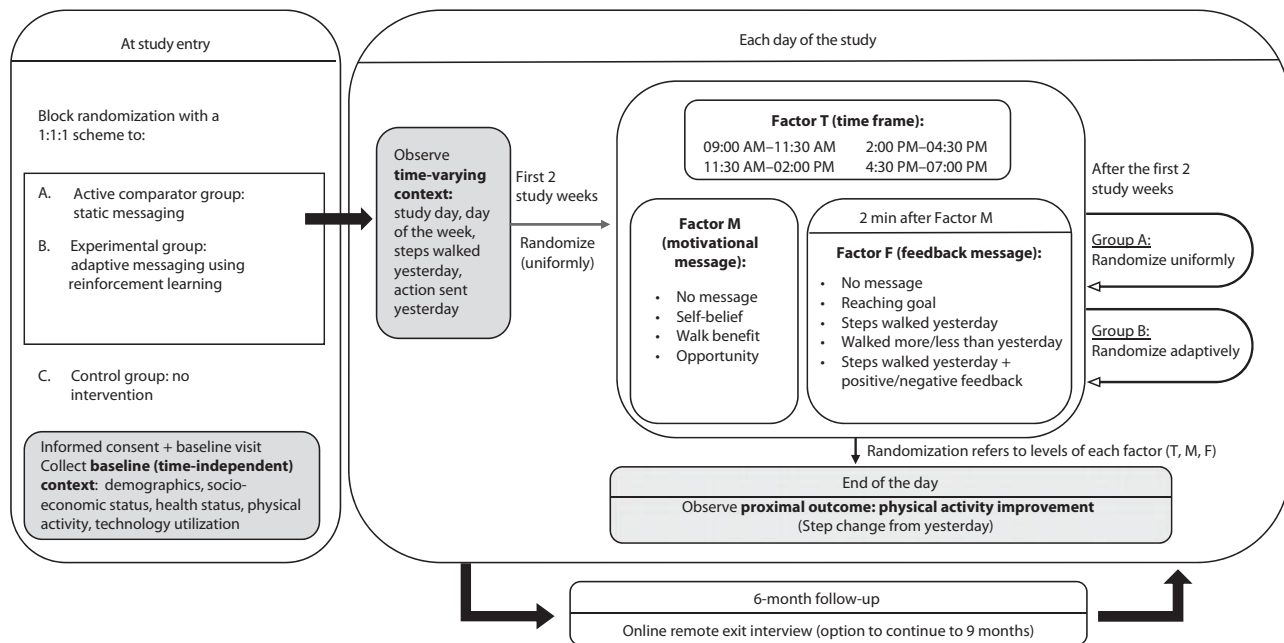 At study entry
Block randomization with a
1:1:1 scheme to:
A. Active comparator group:
static messaging
B. Experimental group:
adaptive messaging using
reinforcement learning
C. Control group: no
intervention
Informed consent + baseline visit
Collect baseline (time-independent)
context: demographics, socio-
economic status, health status, physical
activity, technology utilization
Each day of the study
Observe
time-varying
context:
study day, day
of the week,
steps walked
yesterday,
action sent
yesterday
First 2
study weeks
Randomize
(uniformly)
Factor T (time frame):
09:00 AM–11:30 AM 2:00 PM–04:30 PM
11:30 AM–02:00 PM 4:30 PM–07:00 PM
Factor M
(motivational
message):
• No message
• Self-belief
• Walk benefit
• Opportunity
2 min after Factor M
Factor F (feedback message):
• No message
• Reaching goal
• Steps walked yesterday
• Walked more/less than yesterday
• Steps walked yesterday +
positive/negative feedback
After the first 2
study weeks
Group A:
Randomize uniformly
Group B:
Randomize adaptively
Randomization refers to levels of each factor (T, M, F)
End of the day
Observe proximal outcome: physical activity improvement
(Step change from yesterday)
6-month follow-up
Online remote exit interview (option to continue to 9 months)